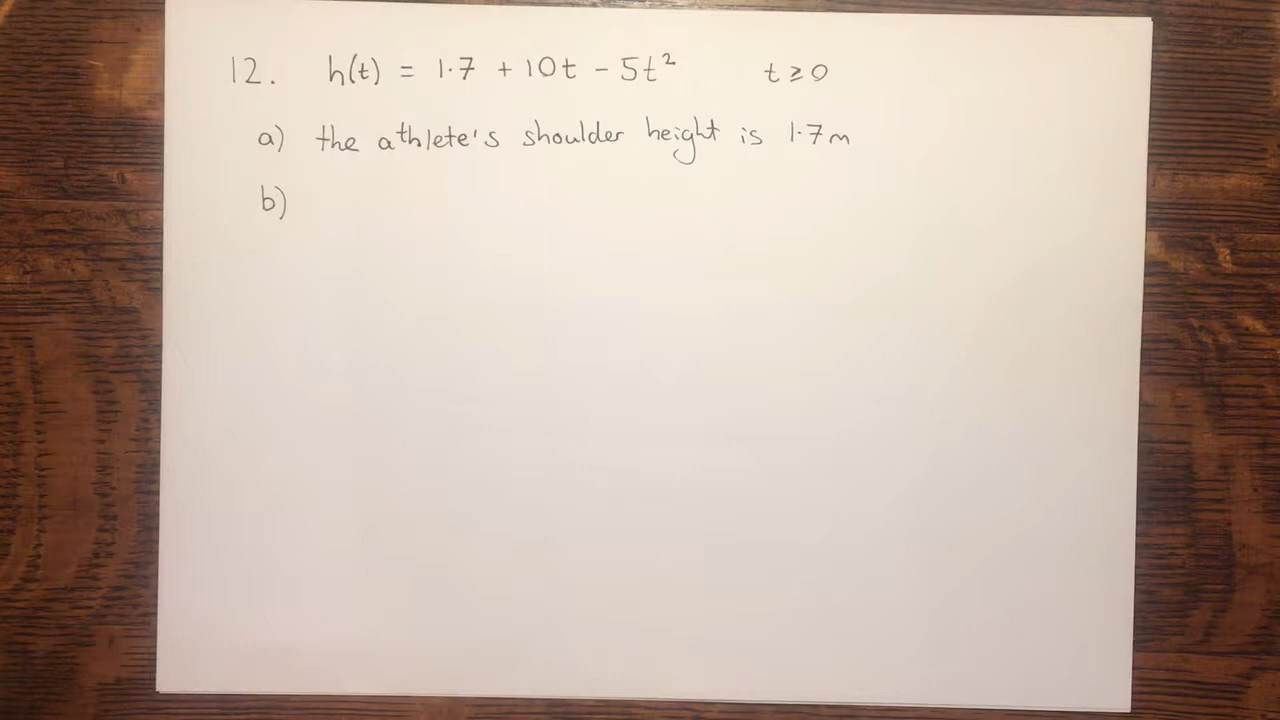 12. h(t) = 1.7 + 10t - 5t² t ≥ 0
a) the athlete's shoulder height is 1.7m
b)